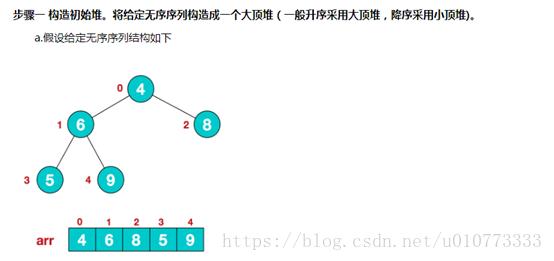 步骤一 构造初始堆。将给定无序序列构造成一个大顶堆（一般升序采用大顶堆，降序采用小顶堆)。
a.假设给定无序序列结构如下
0 4
1 6 2 8
3 5 4 9
0 1 2 3 4
arr 4 6 8 5 9
https://blog.csdn.net/u010773333